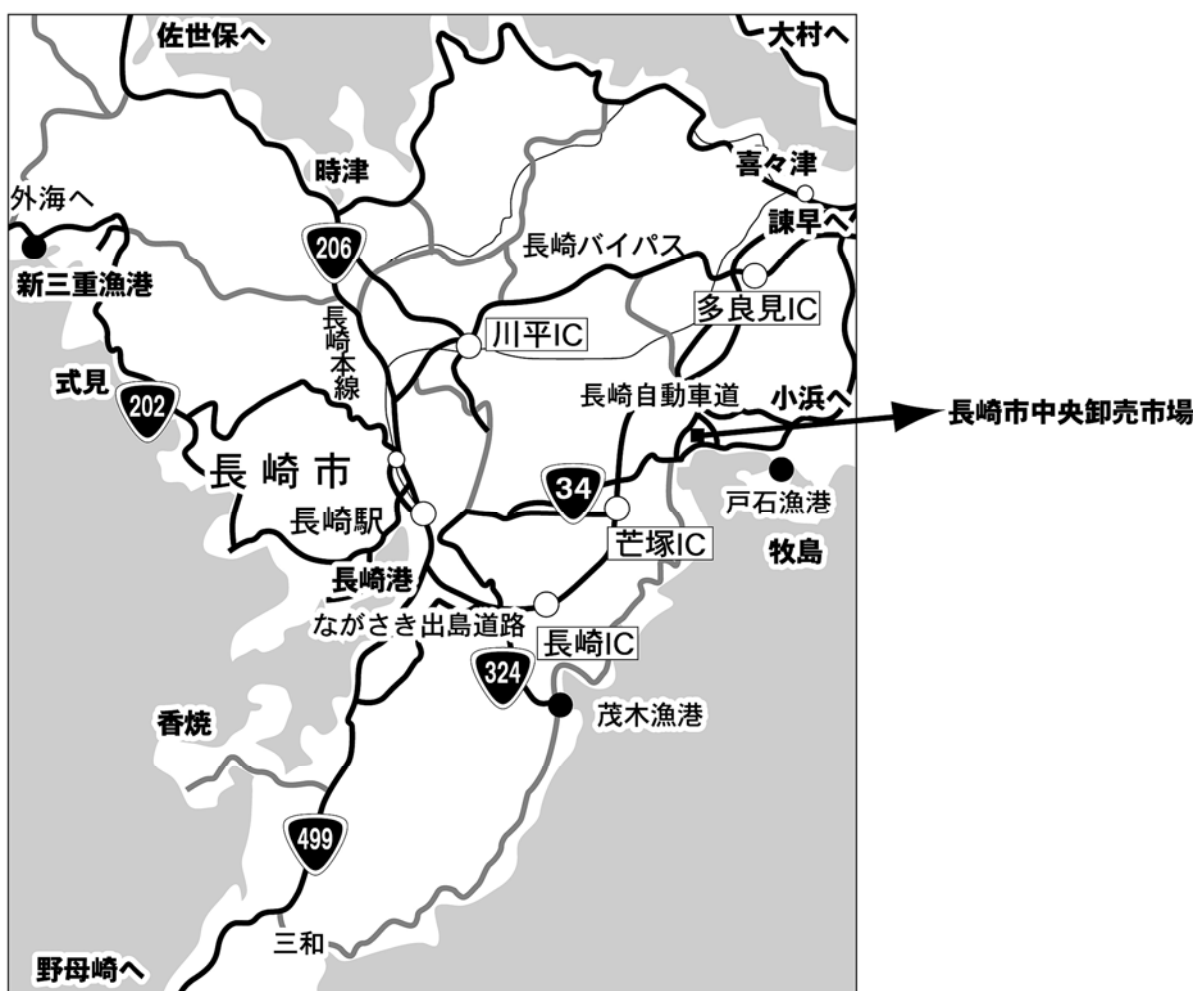 佐世保へ
大村へ
時津
喜々津
外海へ
諫早へ
206
長崎バイパス
新三重漁港
多良見IC
長崎本線
川平IC
式見
長崎自動車道
小浜へ
202
長崎市中央卸売市場
長崎市
34
戸石漁港
長崎駅
芒塚IC
牧島
長崎港
ながさき出島道路
長崎IC
324
香焼
茂木漁港
499
三和
野母崎へ